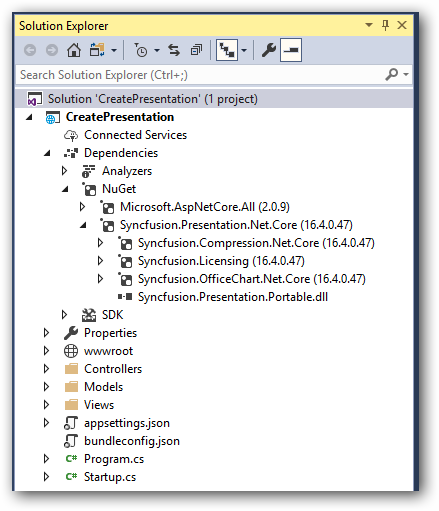 Solution Explorer
Search Solution Explorer (Ctrl+;)
Solution 'CreatePresentation' (1 project)
CreatePresentation
Connected Services
Dependencies
Analyzers
NuGet
Microsoft.AspNetCore.All (2.0.9)
Syncfusion.Presentation.Net.Core (16.4.0.47)
Syncfusion.Compression.Net.Core (16.4.0.47)
Syncfusion.Licensing (16.4.0.47)
Syncfusion.OfficeChart.Net.Core (16.4.0.47)
Syncfusion.Presentation.Portable.dll
SDK
Properties
wwwroot
Controllers
Models
Views
appsettings.json
bundleconfig.json
C# Program.cs
C# Startup.cs